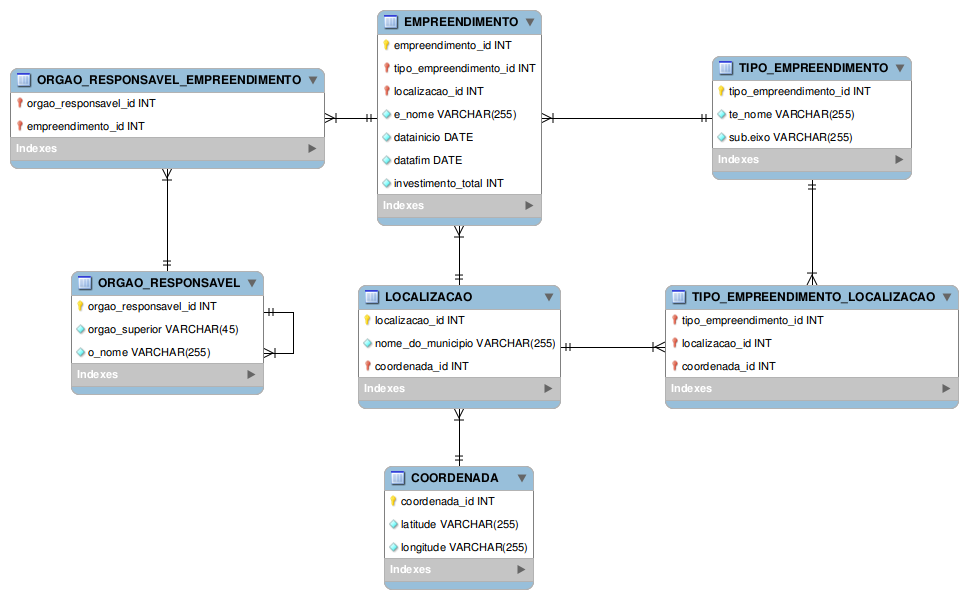 EMPREENDIMENTO
empreendimento_id INT
tipo_empreendimento_id INT
localizacao_id INT
e_nome VARCHAR(255)
datainicio DATE
datafim DATE
investimento_total INT
Indexes
ORGAO_RESPONSAVEL_EMPREENDIMENTO
orgao_responsavel_id INT
empreendimento_id INT
Indexes
TIPO_EMPREENDIMENTO
tipo_empreendimento_id INT
te_nome VARCHAR(255)
sub.eixo VARCHAR(255)
Indexes
ORGAO_RESPONSAVEL
orgao_responsavel_id INT
orgao_superior VARCHAR(45)
o_nome VARCHAR(255)
Indexes
LOCALIZACAO
localizacao_id INT
nome_do_municipio VARCHAR(255)
coordenada_id INT
Indexes
TIPO_EMPREENDIMENTO_LOCALIZACAO
tipo_empreendimento_id INT
localizacao_id INT
coordenada_id INT
Indexes
COORDENADA
coordenada_id INT
latitude VARCHAR(255)
longitude VARCHAR(255)
Indexes